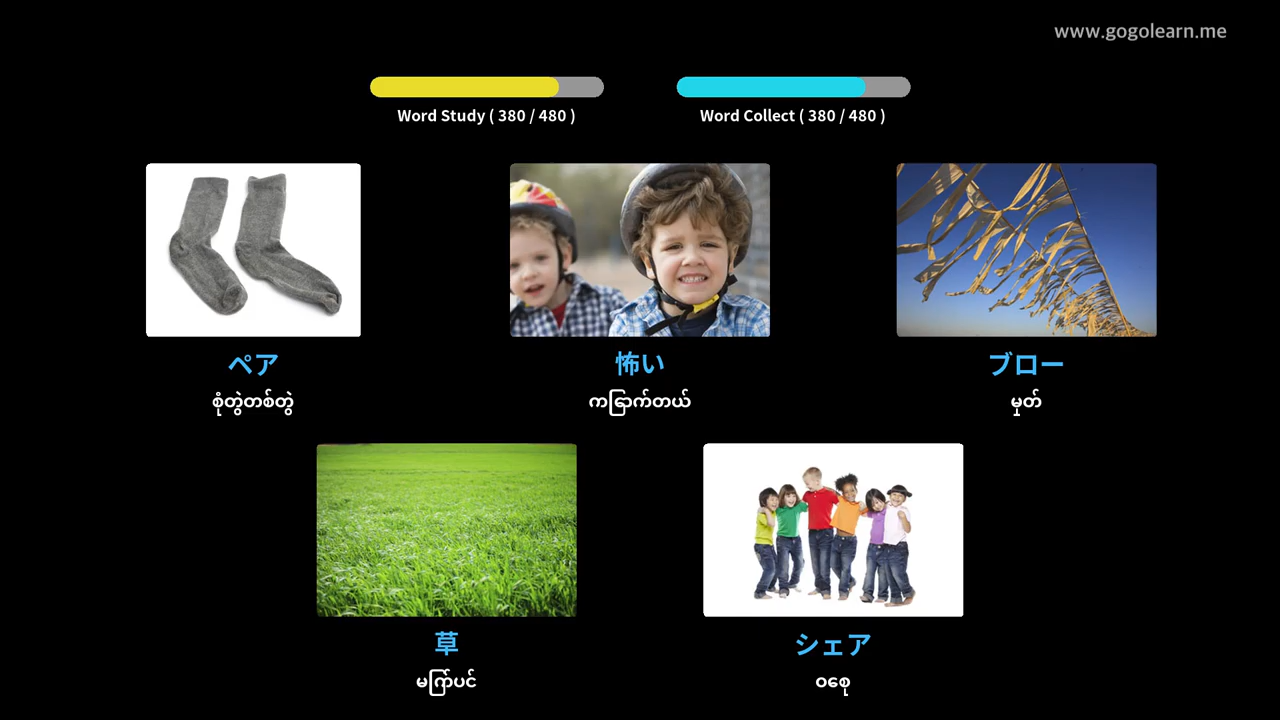 www.gogolearn.me
Word Study ( 380 / 480 )
Word Collect ( 380 / 480 )
ペア
စုံတွဲတစ်တွဲ
怖い
ကြောက်တယ်
ブロー
မှုတ်
草
မြက်ပင်
シェア
ဝေစု